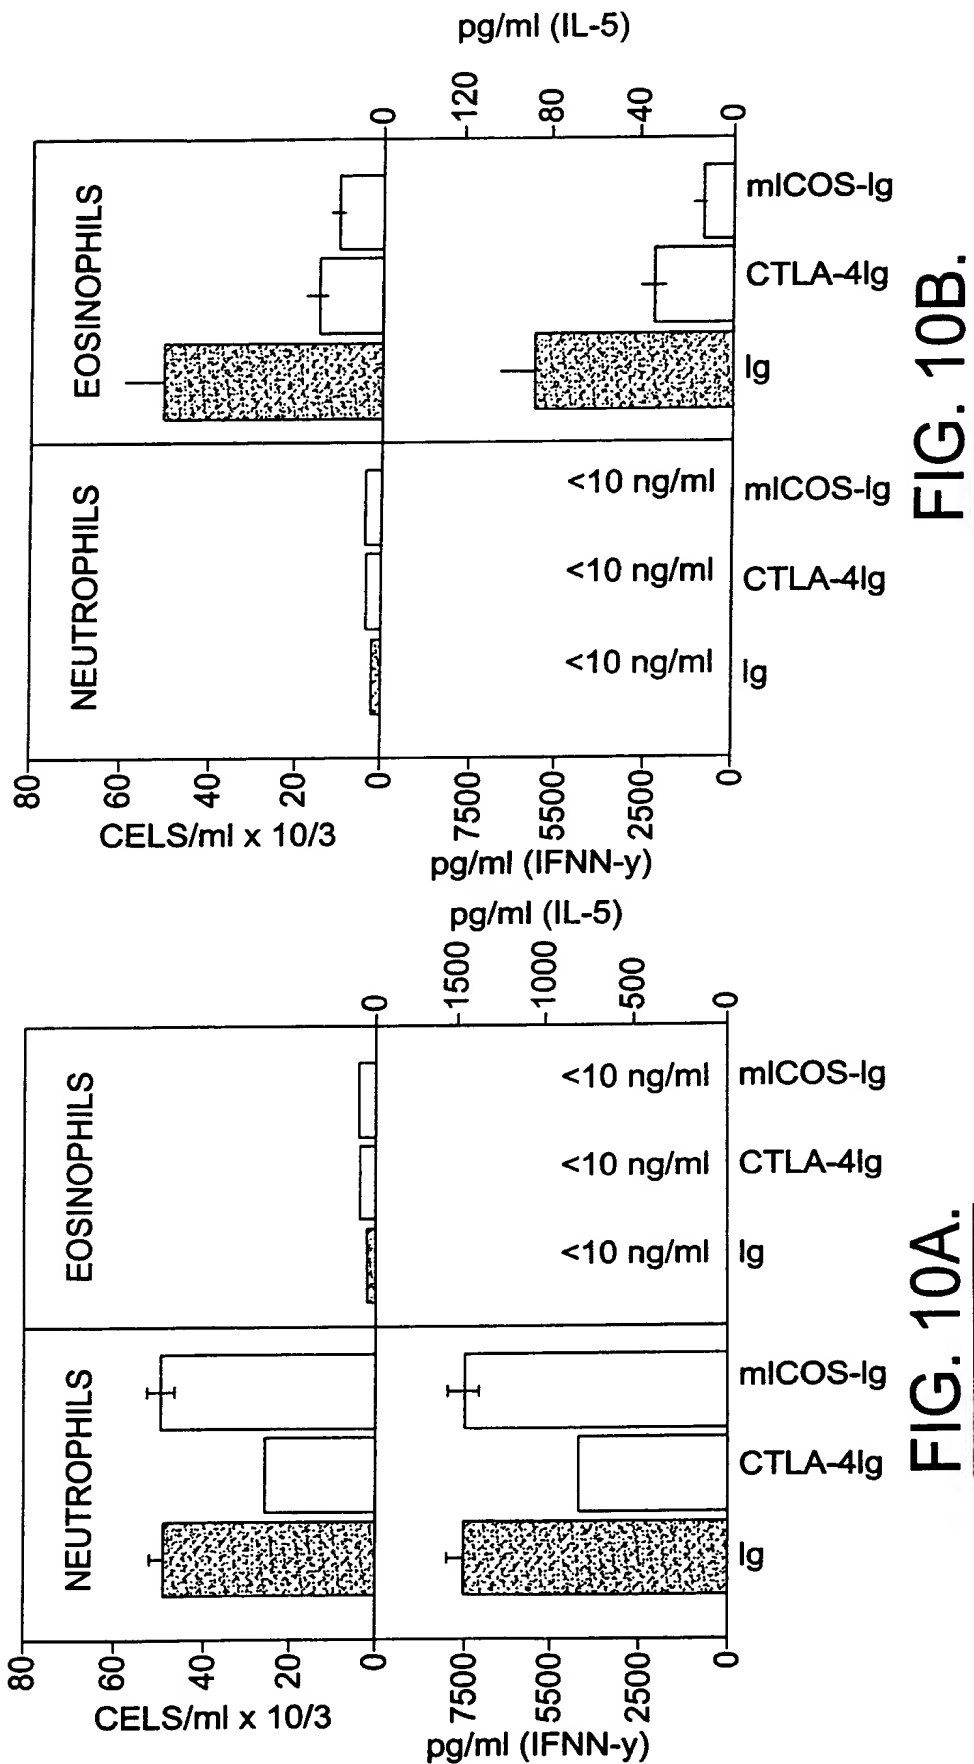 NEUTROPHILS
EOSINOPHILS
80
60
40
20
0
CELS/ml x 10/3
0
7500
5500
2500
0
pg/ml (IFNN-y)
1500
1000
500
0
pg/ml (IL-5)
<10 ng/ml
<10 ng/ml
<10 ng/ml
Ig
CTLA-4Ig
mICOS-Ig
Ig
CTLA-4Ig
mICOS-Ig
FIG. 10A.
NEUTROPHILS
EOSINOPHILS
80
60
40
20
0
CELS/ml x 10/3
0
7500
5500
2500
0
pg/ml (IFNN-y)
120
80
40
0
pg/ml (IL-5)
<10 ng/ml
<10 ng/ml
<10 ng/ml
Ig
CTLA-4Ig
mICOS-Ig
Ig
CTLA-4Ig
mICOS-Ig
FIG. 10B.